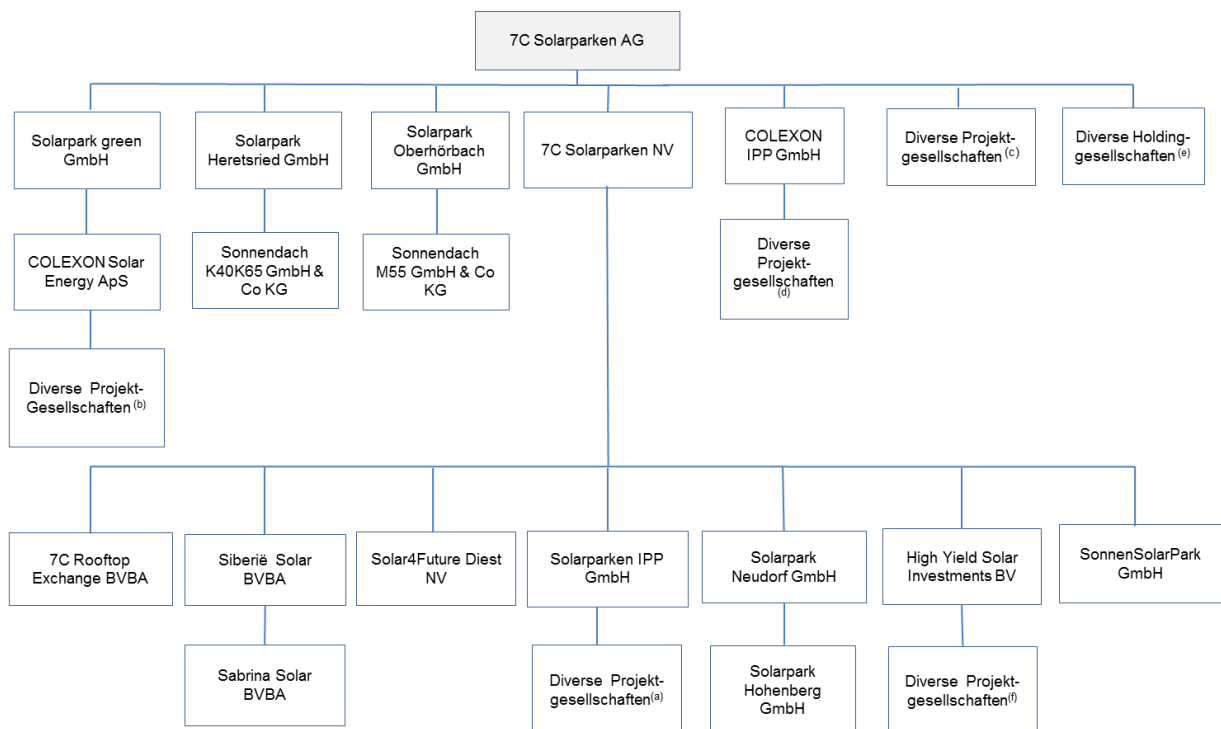 7C Solarparken AG
Solarpark green
GmbH
Solarpark
Heretsried GmbH
Solarpark
Oberhörbach
GmbH
7C Solarparken NV
COLEXON
IPP GmbH
Diverse Projekt-
gesellschaften (c)
Diverse Holding-
gesellschaften (e)
COLEXON Solar
Energy ApS
Sonnendach
K40K65 GmbH &
Co KG
Sonnendach
M55 GmbH & Co
KG
Diverse
Projekt-
gesellschaften
(d)
Diverse Projekt-
Gesellschaften (b)
7C Rooftop
Exchange BVBA
Siberië Solar
BVBA
Solar4Future Diest
NV
Solarparken IPP
GmbH
Solarpark
Neudorf GmbH
High Yield Solar
Investments BV
SonnenSolarPark
GmbH
Sabrina Solar
BVBA
Diverse Projekt-
gesellschaften(a)
Solarpark
Hohenberg
GmbH
Diverse Projekt-
gesellschaften(f)